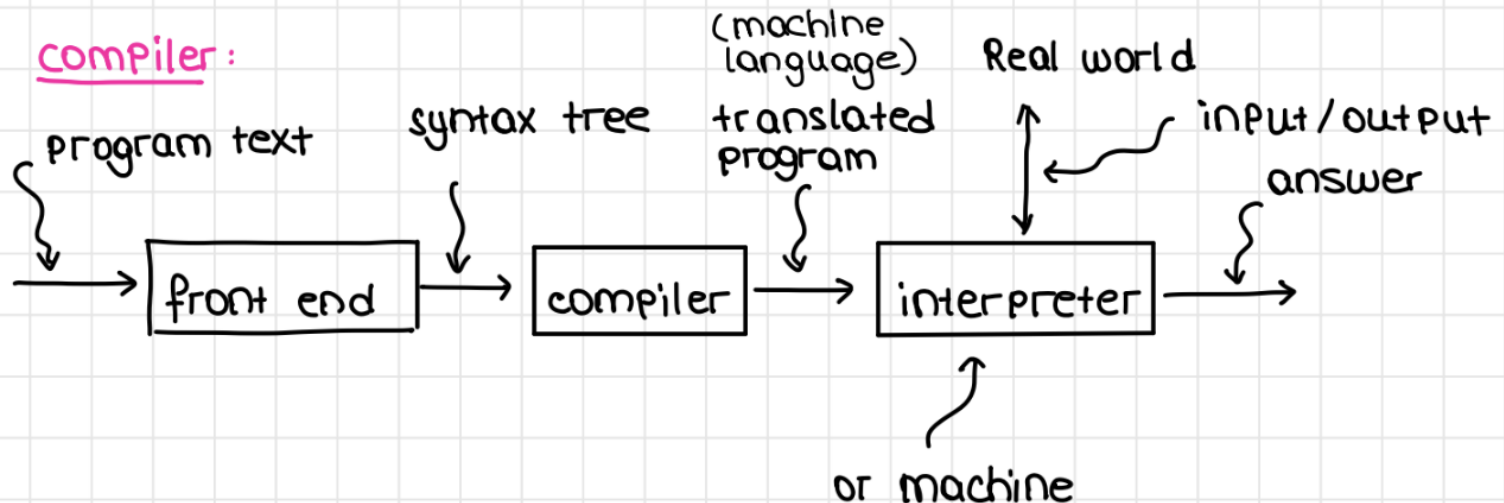 compiler:
program text
syntax tree
(machine
language)
translated
program
Real world
input/output
answer
front end
compiler
interpreter
or machine